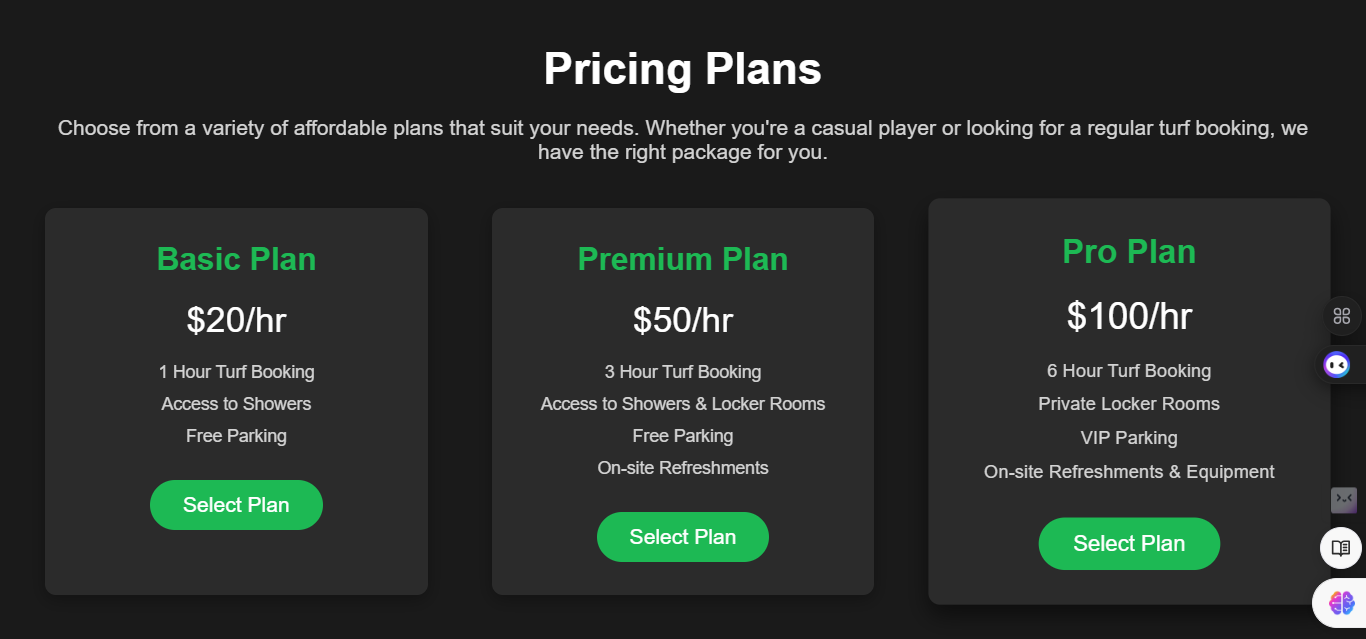 Pricing Plans
Choose from a variety of affordable plans that suit your needs. Whether you're a casual player or looking for a regular turf booking, we
have the right package for you.
Basic Plan
$20/hr
1 Hour Turf Booking
Access to Showers
Free Parking
Select Plan
Premium Plan
$50/hr
3 Hour Turf Booking
Access to Showers & Locker Rooms
Free Parking
On-site Refreshments
Select Plan
Pro Plan
$100/hr
6 Hour Turf Booking
Private Locker Rooms
VIP Parking
On-site Refreshments & Equipment
Select Plan